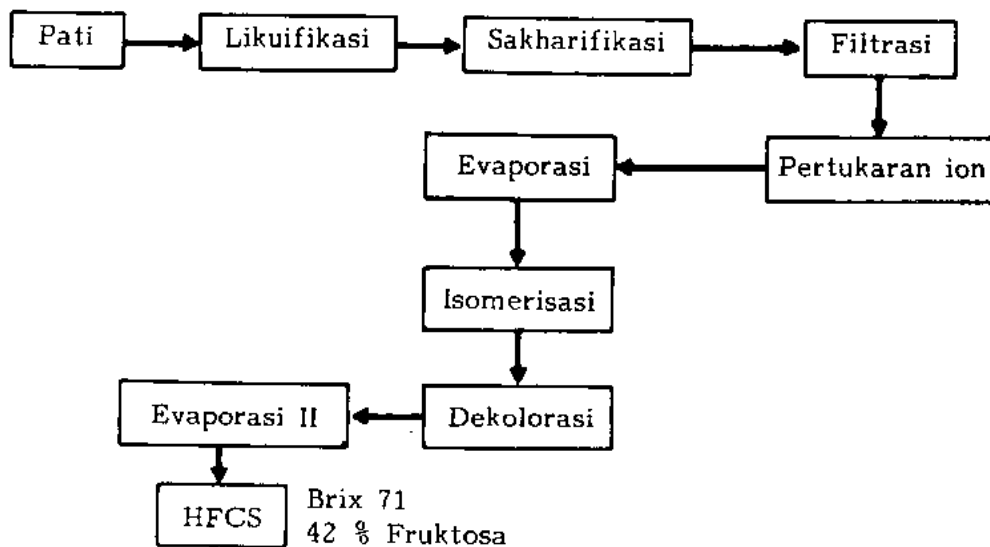 Pati
Likuifikasi
Sakharifikasi
Filtrasi
Pertukaran ion
Evaporasi
Isomerisasi
Dekolorasi
Evaporasi II
HFCS
Brix 71
42 % Fruktosa